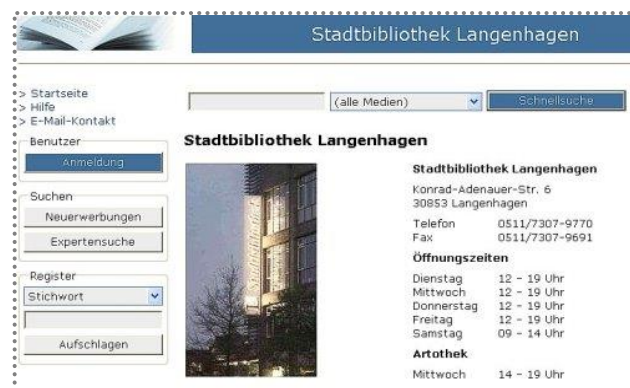 Stadtbibliothek Langenhagen
> Startseite
> Hilfe
> E-Mail-Kontakt
(alle Medien)
Schnellsuche
Benutzer
Anmeldung
Suchen
Neuerwerbungen
Expertensuche
Register
Stichwort
Aufschlagen
Stadtbibliothek Langenhagen
Stadtbibliothek Langenhagen
Konrad-Adenauer-Str. 6
30853 Langenhagen
Telefon 0511/7307-9770
Fax 0511/7307-9691
Öffnungszeiten
Dienstag 12 - 19 Uhr
Mittwoch 12 - 19 Uhr
Donnerstag 12 - 19 Uhr
Freitag 12 - 19 Uhr
Samstag 09 - 14 Uhr
Artothek
Mittwoch 14 - 19 Uhr